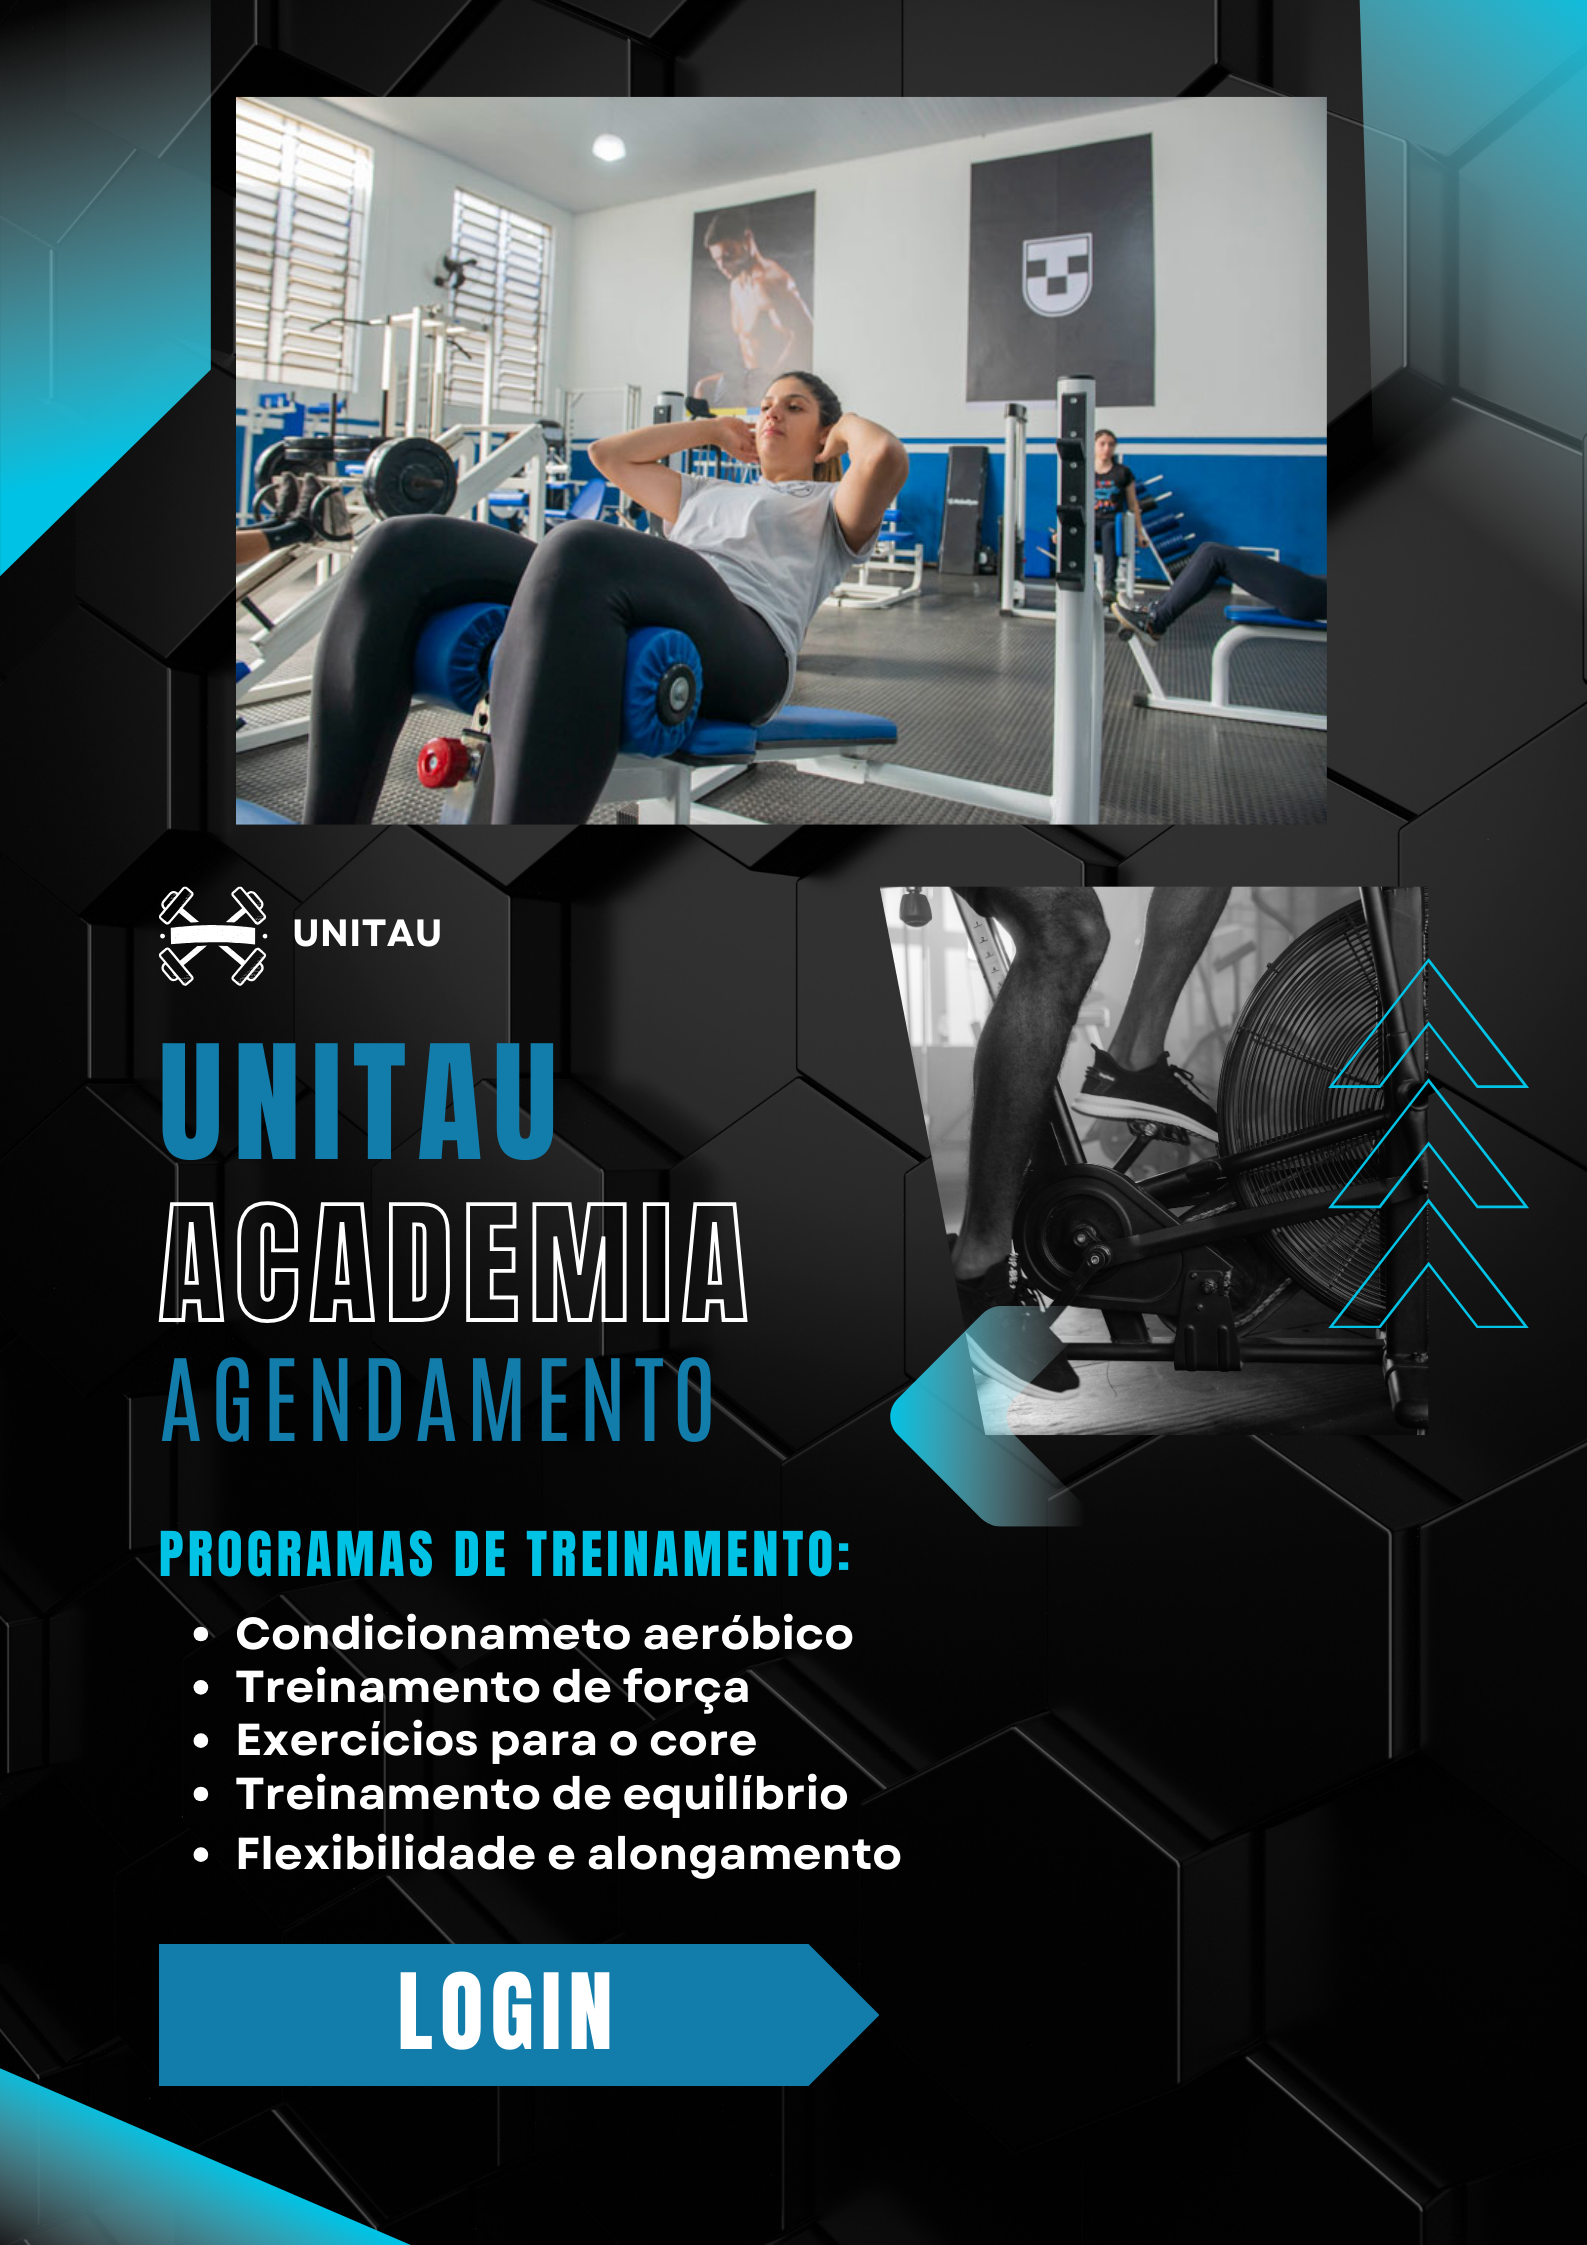 UNITAU
UNITAU
ACADEMIA
AGENDAMENTO
PROGRAMAS DE TREINAMENTO:
• Condicionameto aeróbico
• Treinamento de força
• Exercícios para o core
• Treinamento de equilíbrio
• Flexibilidade e alongamento
LOGIN